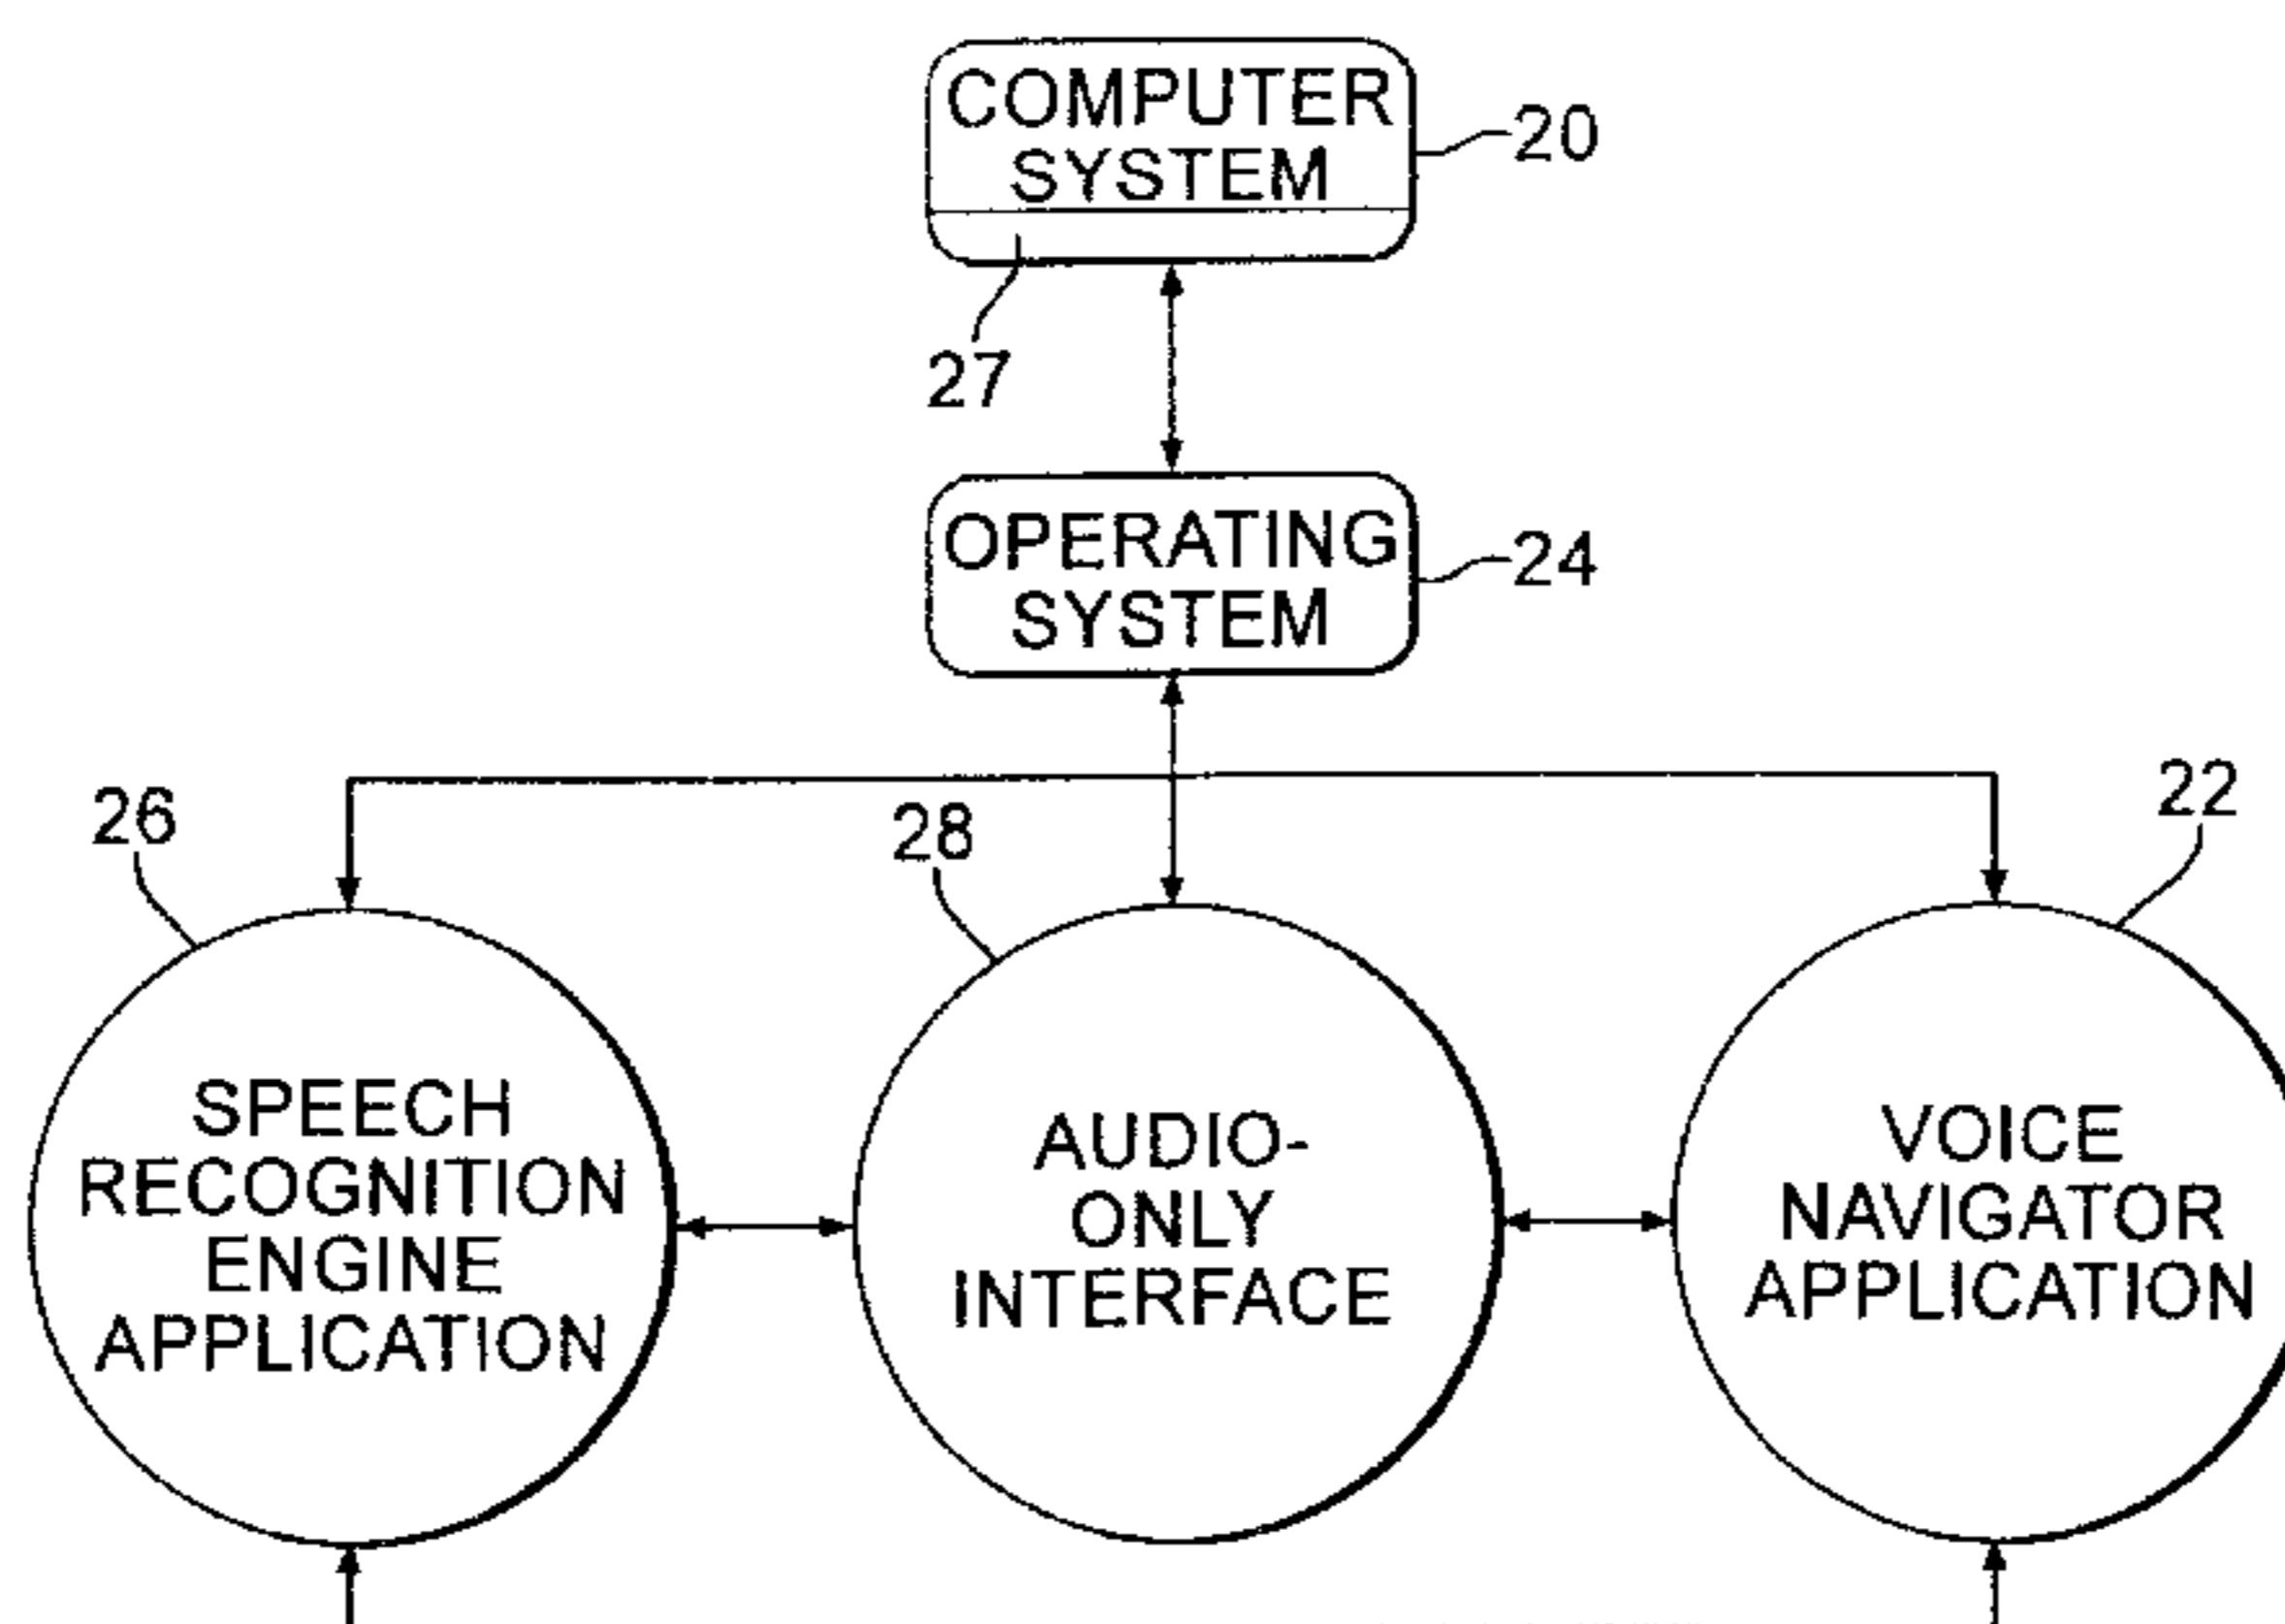 COMPUTER
SYSTEM
20
27
OPERATING
SYSTEM
24
26
28
22
SPEECH
RECOGNITION
ENGINE
APPLICATION
AUDIO-
ONLY
INTERFACE
VOICE
NAVIGATOR
APPLICATION